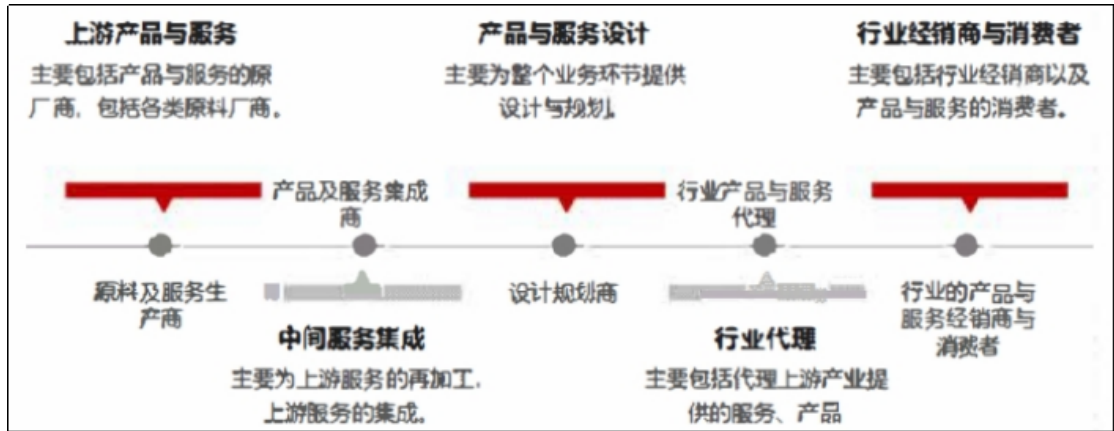 上游产品与服务
主要包括产品与服务的原
厂商，包括各类原料厂商。
产品与服务设计
主要为整个业务环节提供
设计与规划。
行业经销商与消费者
主要包括行业经销商以及
产品与服务的消费者。
产品及服务集成
商
行业产品与服务
代理
原料及服务生
产商
设计规划商
行业的产品与
服务经销商与
消费者
中间服务集成
主要为上游服务的再加工，
上游服务的集成。
行业代理
主要包括代理上游产业提
供的服务、产品